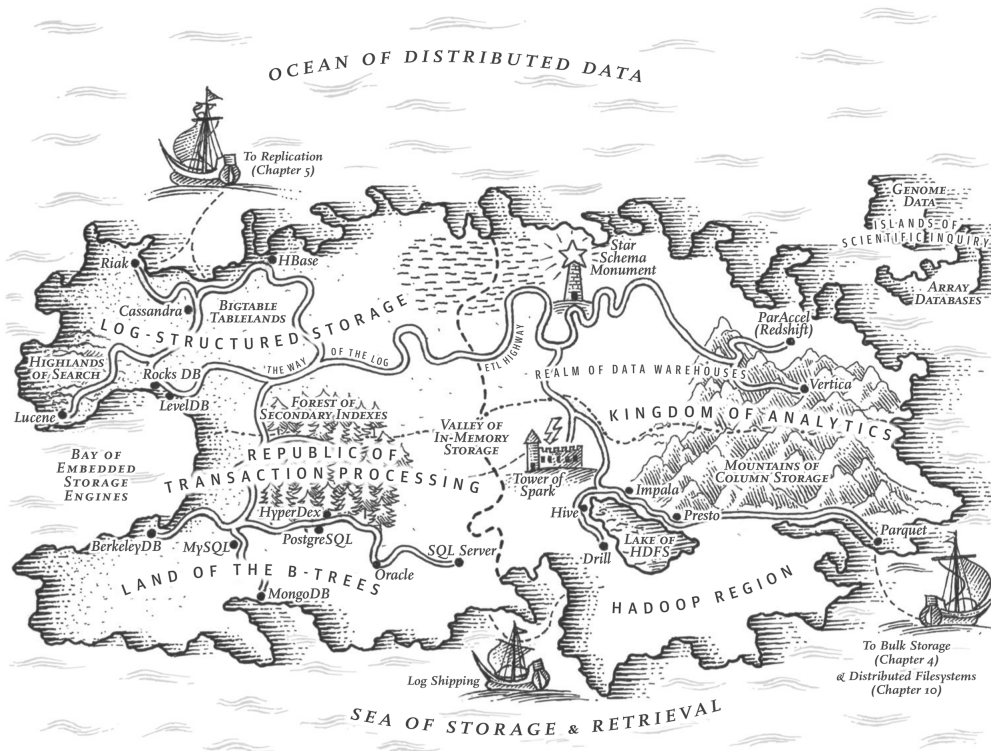 OCEAN OF DISTRIBUTED DATA
To Replication
(Chapter 5)
GENOME
DATA
ISLANDS OF
SCIENTIFIC INQUIRY
ARRAY
DATABASES
Riak
HBase
Star
Schema
Monument
Cassandra
BIGTABLE
TABLELANDS
ParAccel
(Redshift)
LOG-STRUCTURED STORAGE
HIGHLANDS
OF SEARCH
Rocks DB
THE WAY OF THE LOG
ETL HIGHWAY
REALM OF DATA WAREHOUSES
Vertica
Lucene
LevelDB
FOREST OF
SECONDARY INDEXES
KINGDOM OF ANALYTICS
VALLEY OF
IN-MEMORY
STORAGE
BAY OF
EMBEDDED
STORAGE
ENGINES
REPUBLIC OF
TRANSACTION PROCESSING
Tower of
Spark
MOUNTAINS OF
COLUMN STORAGE
Impala
HyperDex
Hive
Presto
BerkeleyDB
MySQL
PostgreSQL
SQL Server
LAKE OF
HDFS
Parquet
Drill
Oracle
LAND OF THE B-TREES
MongoDB
HADOOP REGION
To Bulk Storage
(Chapter 4)
& Distributed Filesystems
(Chapter 10)
Log Shipping
SEA OF STORAGE & RETRIEVAL